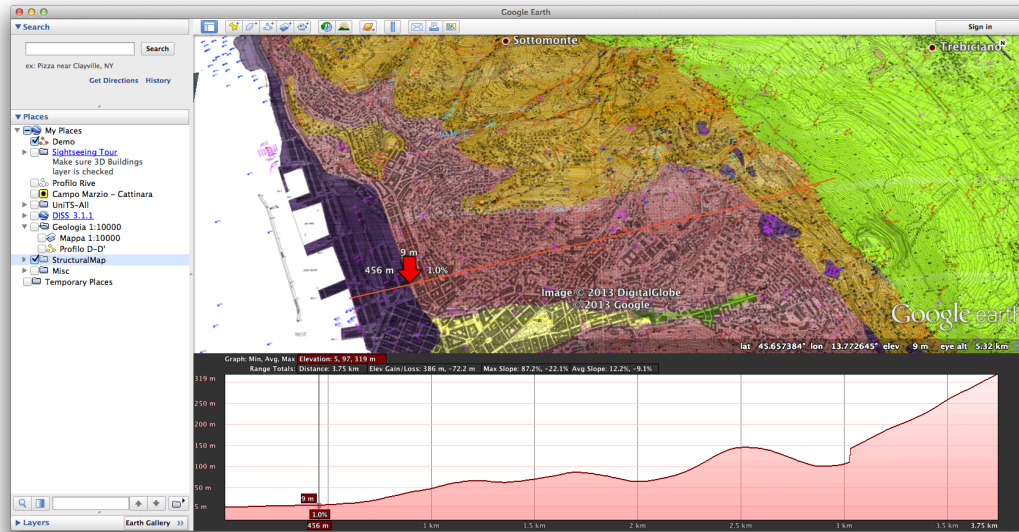 Google Earth
Search
Search
ex: Pizza near Clayville, NY
Get Directions History
Places
My Places
Demo
Sightseeing Tour
Make sure 3D Buildings
layer is checked
Profilo Rive
Campo Marzio - Cattinara
UniTS-All
DISS 3.1.1
Geologia 1:10000
Mappa 1:10000
Profilo D-D'
StructuralMap
Misc
Temporary Places
Layers
Earth Gallery >>
Sign in
Sottomonte
Trebiciano
N
9 m
456 m 1.0%
Image © 2013 DigitalGlobe
© 2013 Google
Google earth
lat 45.657384° lon 13.772645° elev 9 m eye alt 5.32 km
Graph: Min, Avg, Max Elevation: 5, 97, 319 m
Range Totals: Distance: 3.75 km Elev Gain/Loss: 386 m, -72.2 m Max Slope: 87.2%, -22.1% Avg Slope: 12.2%, -9.1%
319 m
250 m
200 m
150 m
100 m
50 m
5 m
9 m
1.0%
456 m
1 km
1.5 km
2 km
2.5 km
3 km
3.5 km
3.75 km